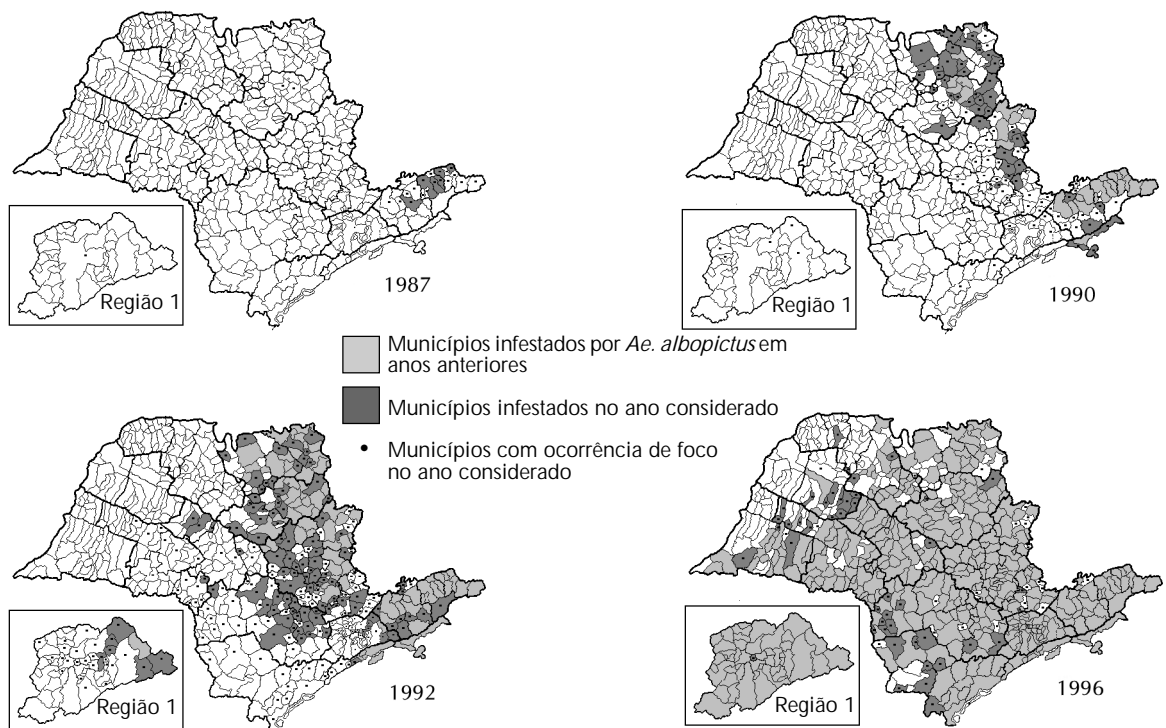 Região 1
1987
Região 1
1990
Municípios infestados por Ae. albopictus em
anos anteriores
Municípios infestados no ano considerado
Municípios com ocorrência de foco
no ano considerado
Região 1
1992
Região 1
1996